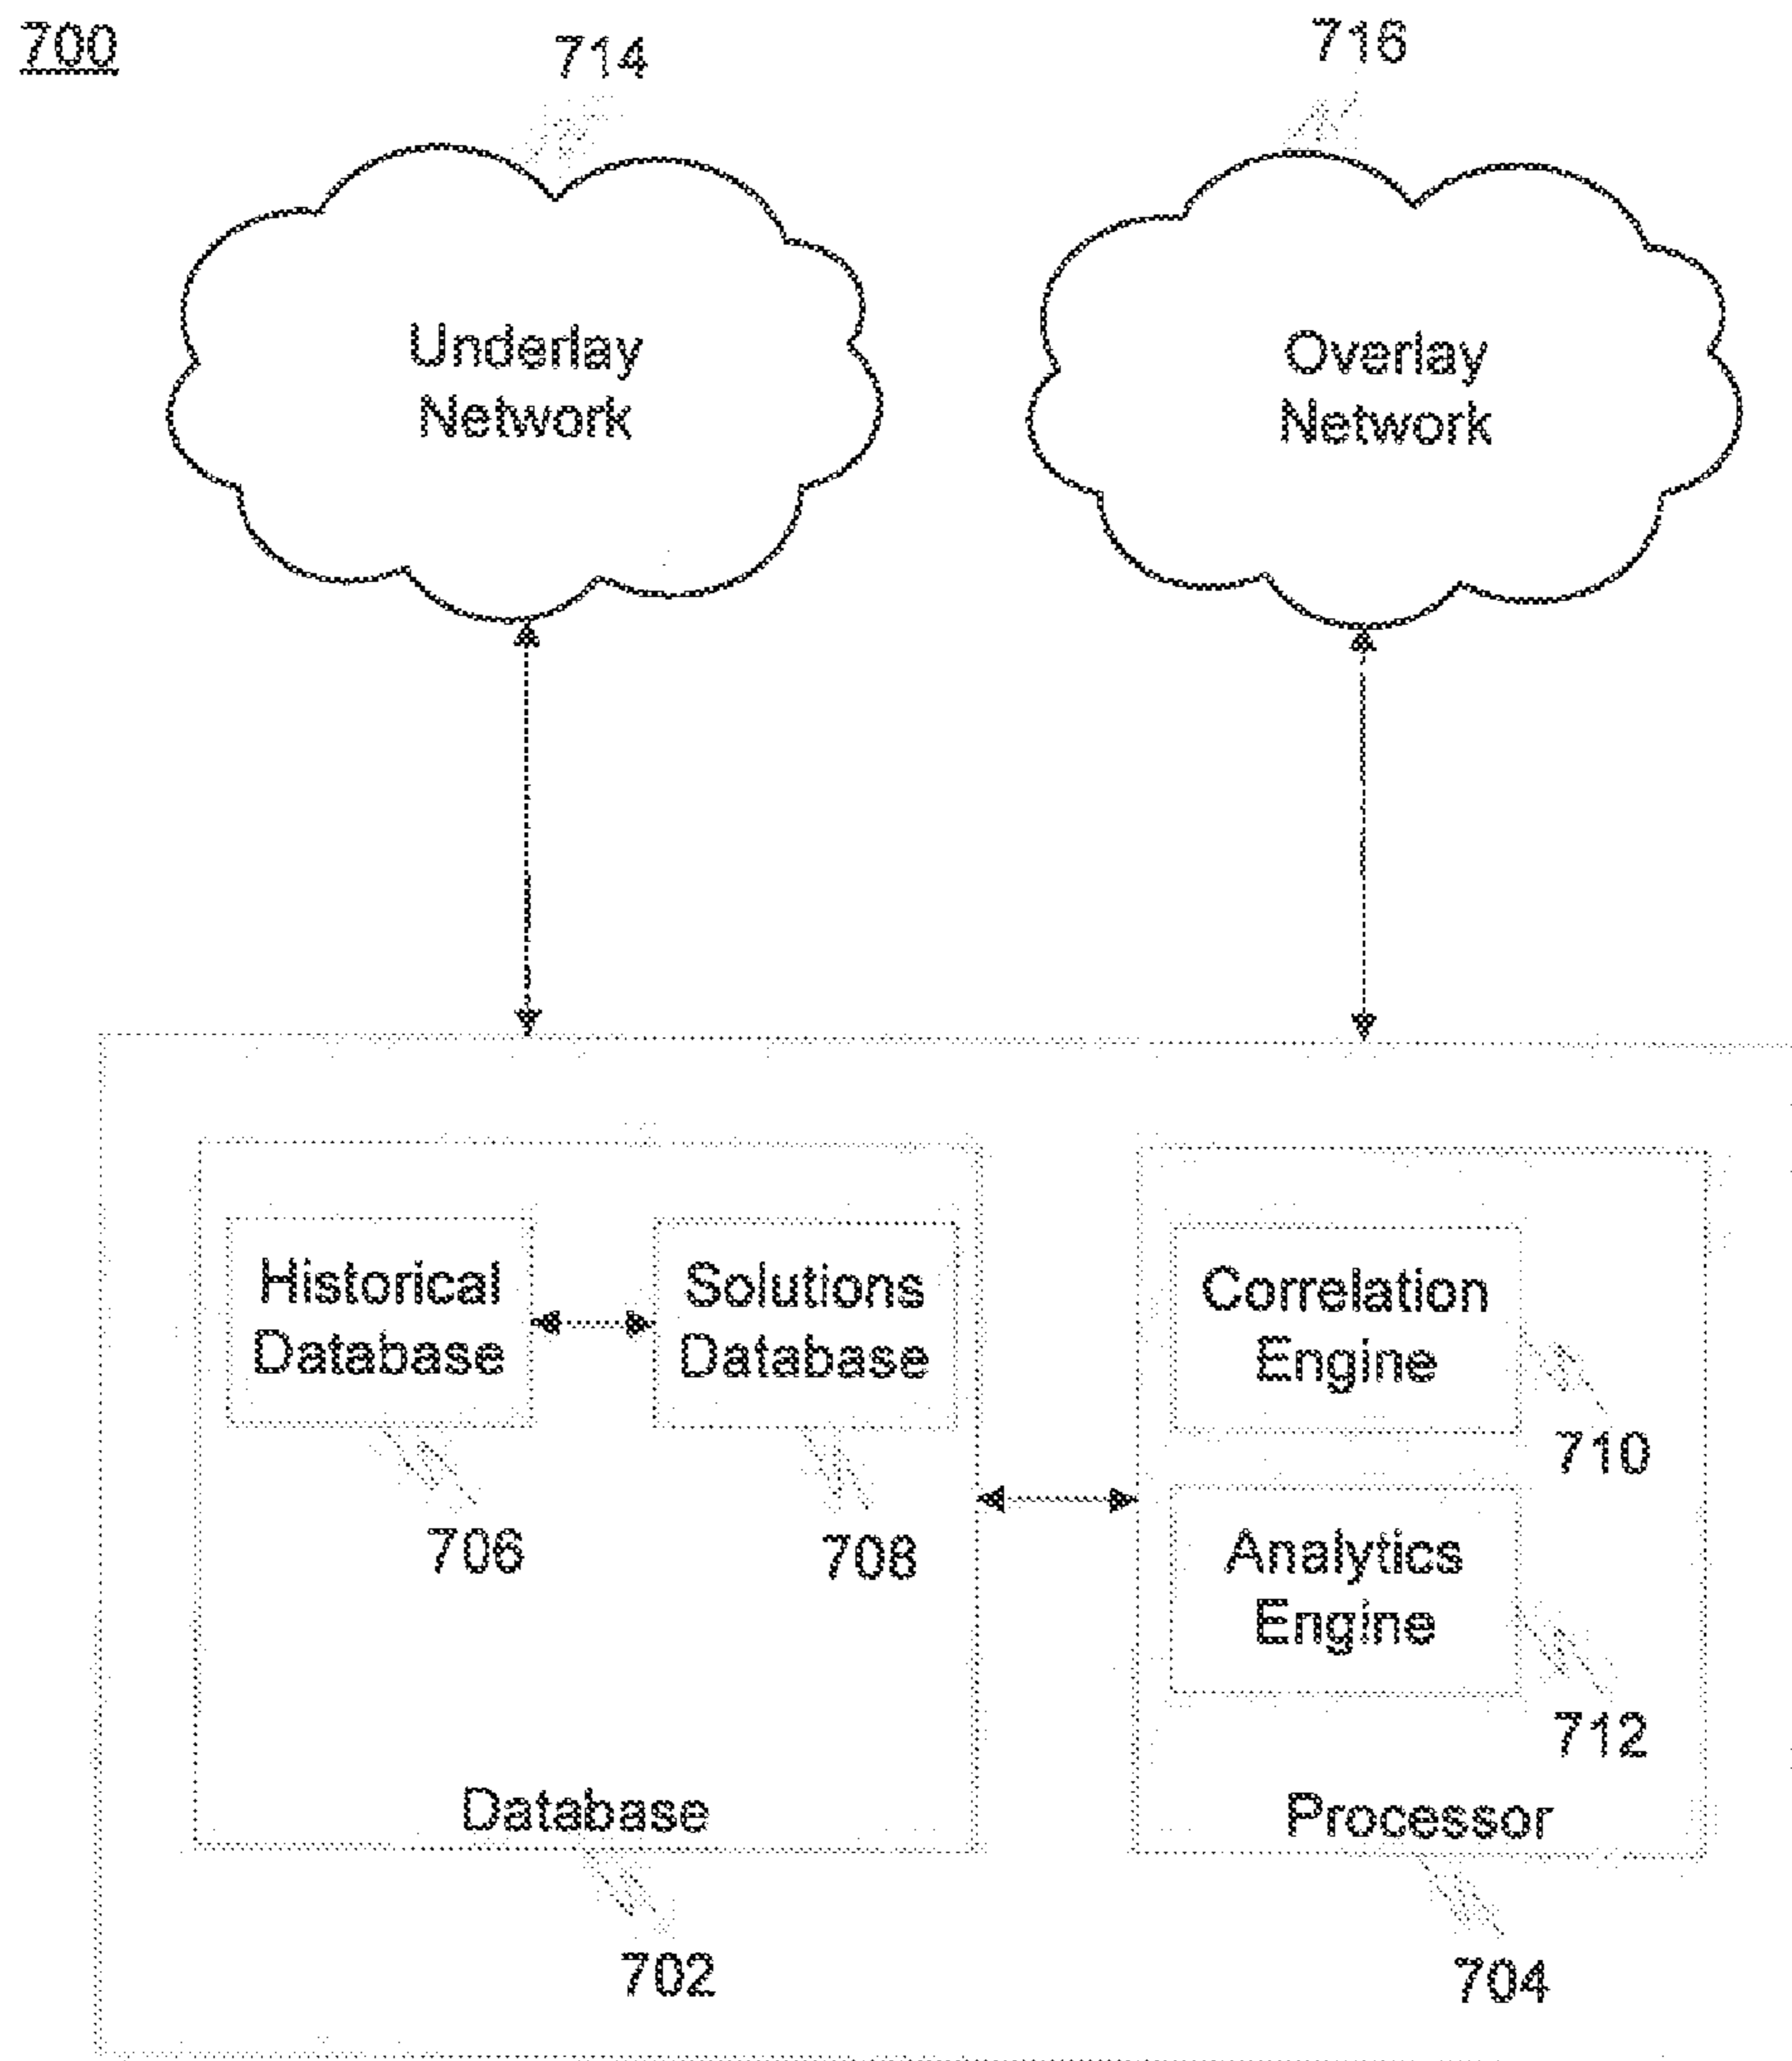 700
714
716
Underlay
Network
Overlay
Network
Historical
Database
Solutions
Database
Correlation
Engine
710
706
708
Analytics
Engine
712
Database
Processor
702
704